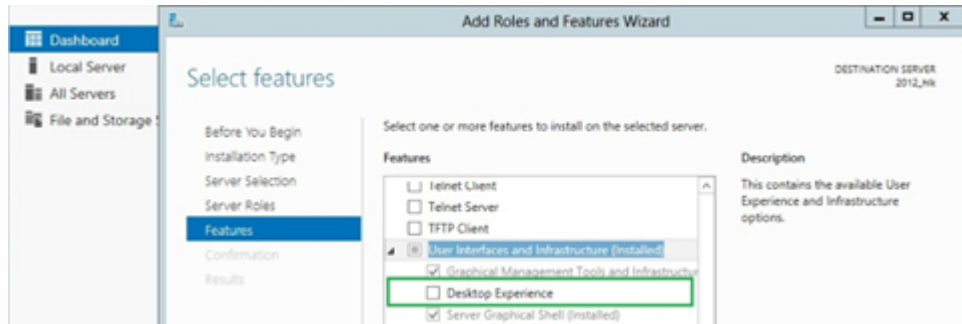 Add Roles and Features Wizard
Dashboard
Local Server
All Servers
File and Storage S
Select features
DESTINATION SERVER
2012_Nik
Before You Begin
Installation Type
Server Selection
Server Roles
Features
Confirmation
Results
Select one or more features to install on the selected server.
Features
Telnet Client
Telnet Server
TFTP Client
User Interfaces and Infrastructure (Installed)
Graphical Management Tools and Infrastructur
Desktop Experience
Server Graphical Shell (Installed)
Description
This contains the available User
Experience and Infrastructure
options.